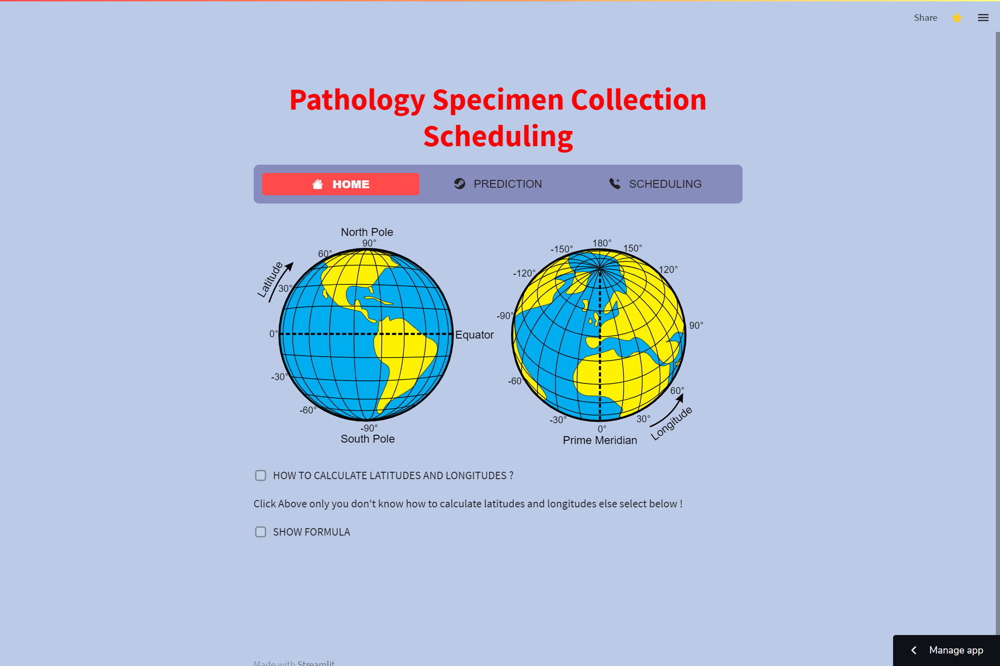 Share
Pathology Specimen Collection
Scheduling
HOME
PREDICTION
SCHEDULING
North Pole
90°
60°
Latitude
30°
0°
Equator
-30°
-60°
-90°
South Pole
180°
-150°
150°
-120°
120°
-90°
90°
-60°
60°
-30°
30°
0°
Longitude
Prime Meridian
HOW TO CALCULATE LATITUDES AND LONGITUDES ?
Click Above only you don't know how to calculate latitudes and longitudes else select below !
SHOW FORMULA
Manage app
Made with Streamlit